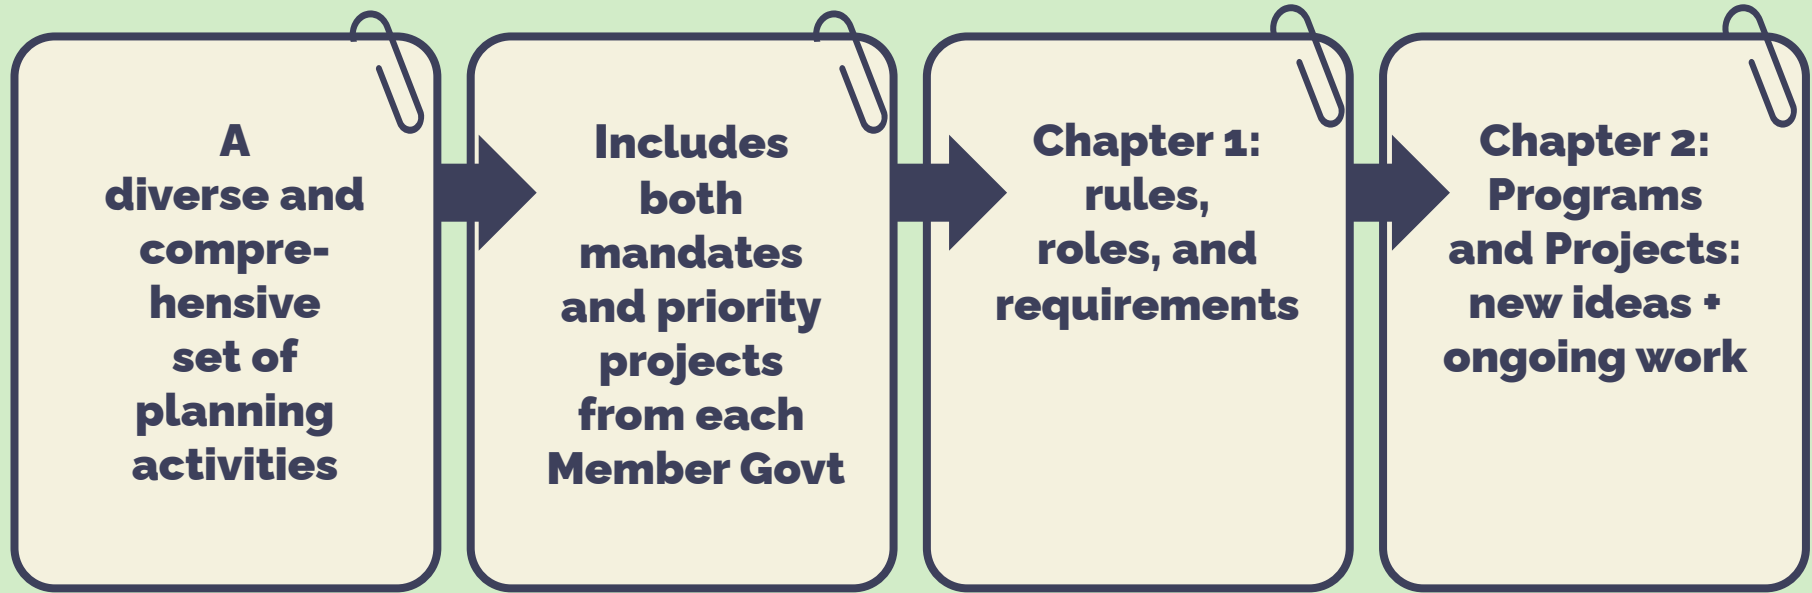 A
diverse and
compre-
hensive
set of
planning
activities
Includes
both
mandates
and priority
projects
from each
Member Govt
Chapter 1:
rules,
roles, and
requirements
Chapter 2:
Programs
and Projects:
new ideas +
ongoing work